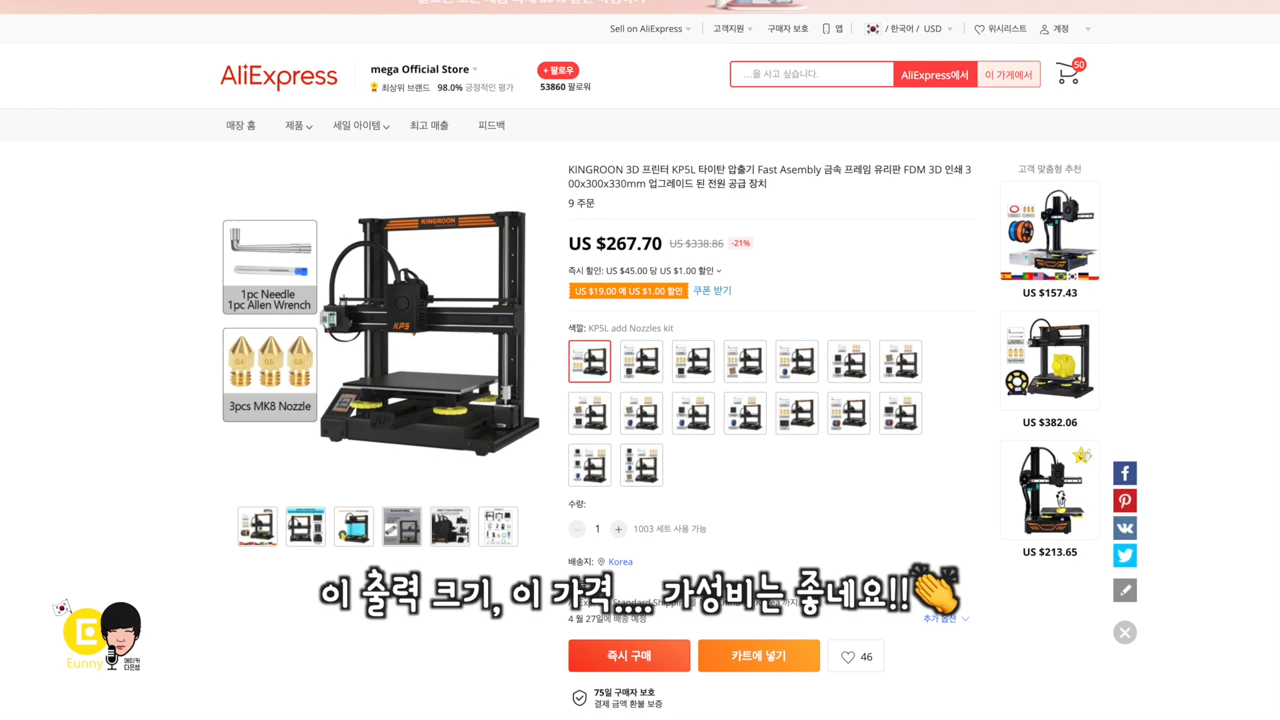 Sell on AliExpress
고객지원
구매자 보호
앱
/ 한국어 / USD
위시리스트
계정
AliExpress
mega Official Store
최상위 브랜드 98.0% 긍정적인 평가
+ 팔로우
53860 팔로워
...을 사고 싶습니다.
AliExpress에서
이 가게에서
50
매장 홈
제품
세일 아이템
최고 매출
피드백
1pc Needle
1pc Allen Wrench
0.4 0.6 0.8
3pcs MK8 Nozzle
KINGROON
KP5
KINGROON 3D 프린터 KP5L 타이탄 압출기 Fast Asembly 금속 프레임 유리판 FDM 3D 인쇄 3
00x300x330mm 업그레이드 된 전원 공급 장치
9 주문
US $267.70 US $338.86 -21%
즉시 할인: US $45.00 당 US $1.00 할인
US $19.00 에 US $1.00 할인 쿠폰 받기
색깔: KP5L add Nozzles kit
수량:
1
1003 세트 사용 가능
배송지: Korea
이 출력 크기, 이 가격.... 가성비는 좋네요!!
4 월 27일에 배송 예정
추가 옵션
즉시 구매
카트에 넣기
46
75일 구매자 보호
결제 금액 환불 보증
고객 맞춤형 추천
US $157.43
US $382.06
US $213.65
Eunny
메이커
다은쌤